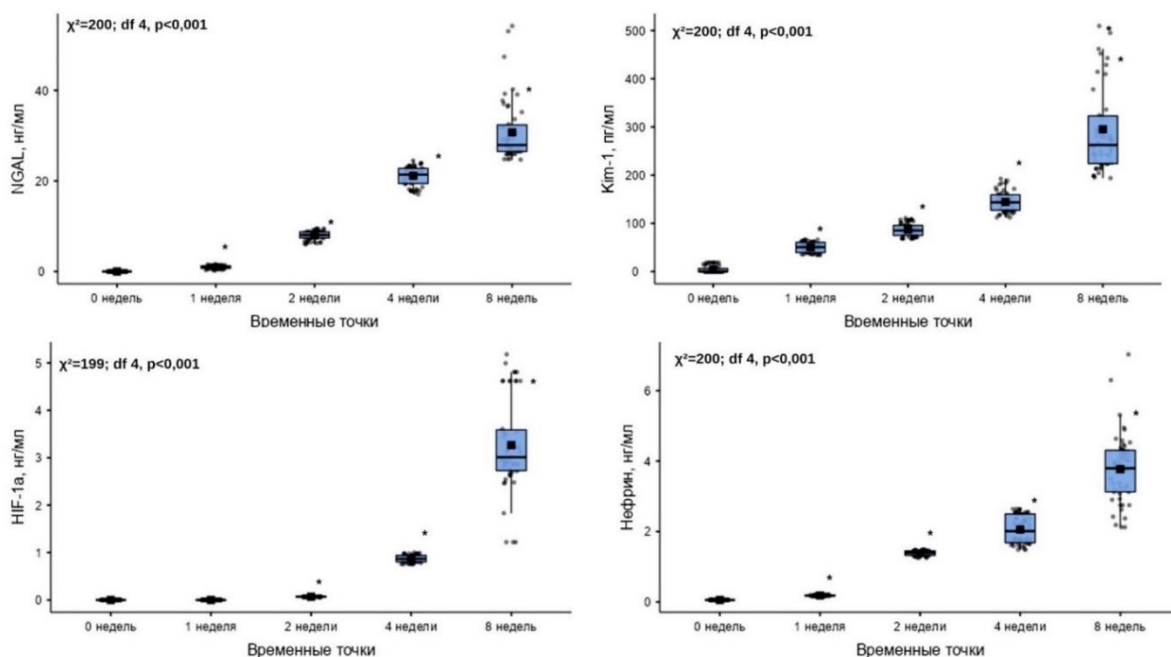 χ²=200; df 4, p<0,001
NGAL, нг/мл
40
20
0
0 недель 1 неделя 2 недели 4 недели 8 недель
Временные точки
χ²=200; df 4, p<0,001
Kim-1, пг/мл
500
400
300
200
100
0
0 недель 1 неделя 2 недели 4 недели 8 недель
Временные точки
χ²=199; df 4, p<0,001
HIF-1a, нг/мл
5
4
3
2
1
0
0 недель 1 неделя 2 недели 4 недели 8 недель
Временные точки
χ²=200; df 4, p<0,001
Нефрин, нг/мл
6
4
2
0
0 недель 1 неделя 2 недели 4 недели 8 недель
Временные точки